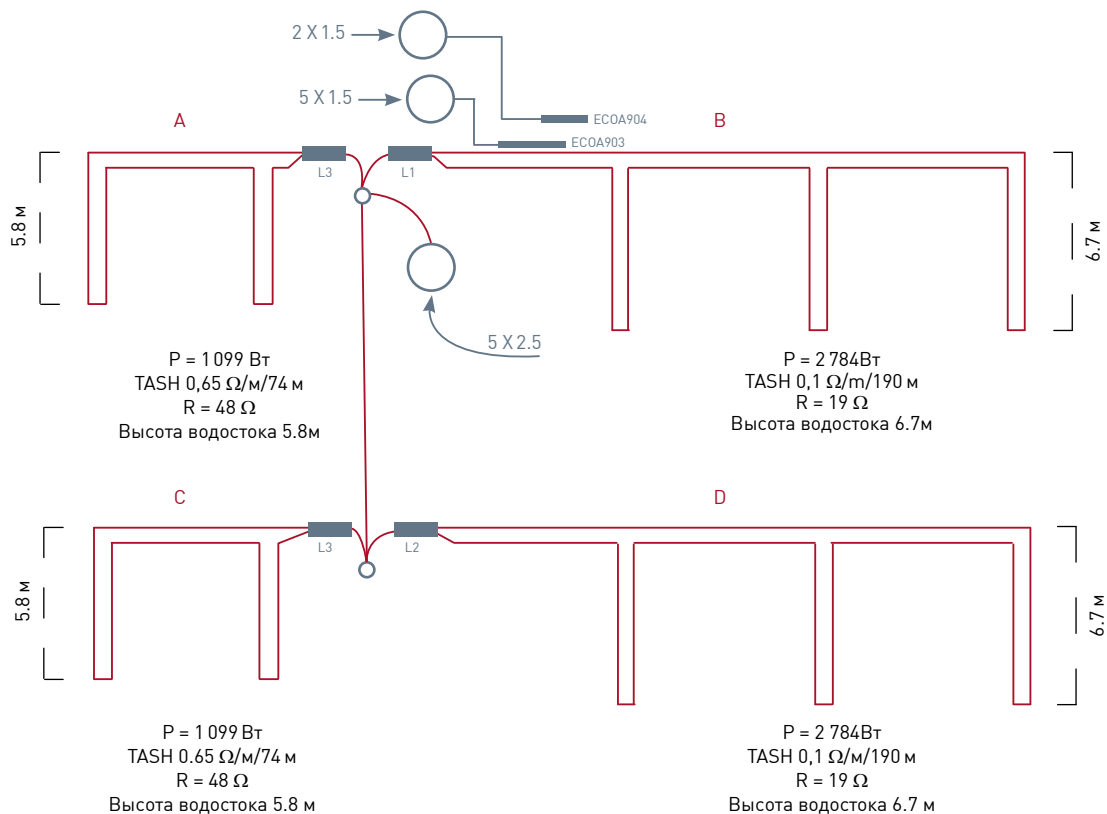 2 X 1.5
5 X 1.5
ECOA904
ECOA903
A
B
L3
L1
5.8 м
6.7 м
5 X 2.5
P = 1 099 Вт
TASH 0,65 Ω/м/74 м
R = 48 Ω
Высота водостока 5.8м
P = 2 784Вт
TASH 0,1 Ω/m/190 м
R = 19 Ω
Высота водостока 6.7м
C
D
L3
L2
5.8 м
6.7 м
P = 1 099 Вт
TASH 0.65 Ω/м/74 м
R = 48 Ω
Высота водостока 5.8 м
P = 2 784Вт
TASH 0,1 Ω/м/190 м
R = 19 Ω
Высота водостока 6.7 м